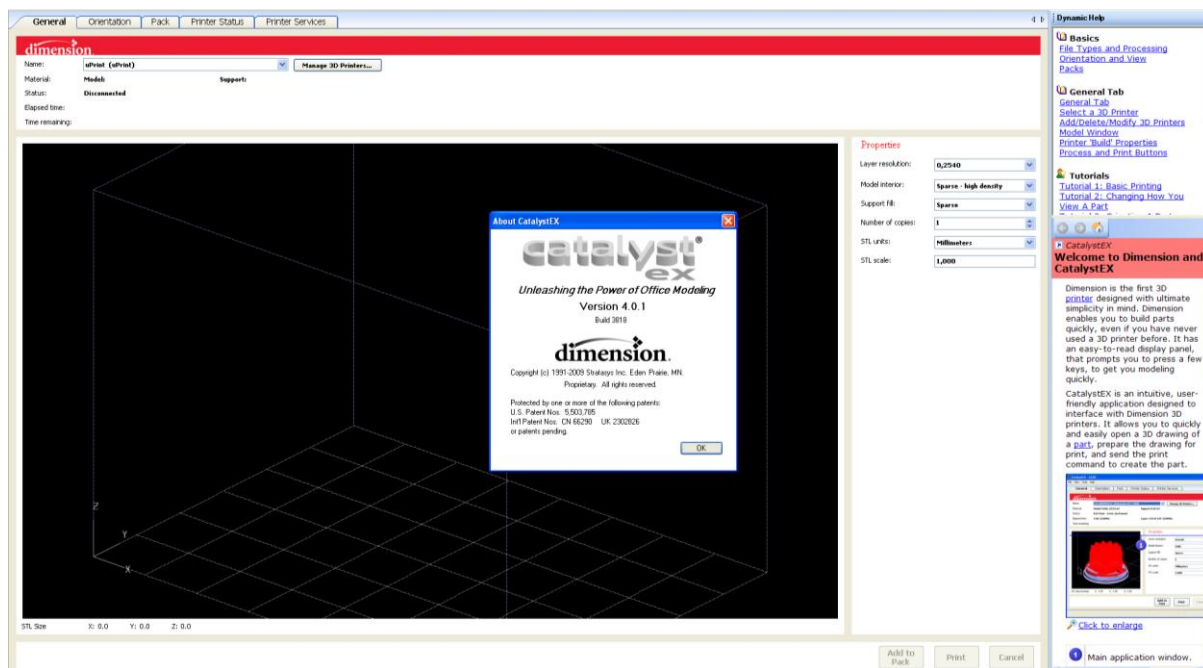 General
Orientation
Pack
Printer Status
Printer Services
dimension
Name: uPrint (uPrint) Manage 3D Printers...
Material: Model: Support:
Status: Disconnected
Elapsed time:
Time remaining:
Properties
Layer resolution: 0,2540
Model interior: Sparse - high density
Support fill: Sparse
Number of copies: 1
STL units: Millimeters
STL scale: 1,000
About CatalystEX
catalyst®
ex
Unleashing the Power of Office Modeling
Version 4.0.1
Build 3818
dimension.
Copyright (c) 1991-2009 Stratasys Inc. Eden Prairie, MN.
Proprietary. All rights reserved.
Protected by one or more of the following patents:
U.S. Patent Nos. 5,503,785
Int'l Patent Nos. CN 66290 UK 2302826
or patents pending.
OK
Z
Y
X
STL Size X: 0.0 Y: 0.0 Z: 0.0
Add to
Pack
Print
Cancel
Dynamic Help
Basics
File Types and Processing
Orientation and View
Packs
General Tab
General Tab
Select a 3D Printer
Add/Delete/Modify 3D Printers
Model Window
Printer 'Build' Properties
Process and Print Buttons
Tutorials
Tutorial 1: Basic Printing
Tutorial 2: Changing How You
View A Part
CatalystEX
Welcome to Dimension and
CatalystEX
Dimension is the first 3D
printer designed with ultimate
simplicity in mind. Dimension
enables you to build parts
quickly, even if you have never
used a 3D printer before. It has
an easy-to-read display panel,
that prompts you to press a few
keys, to get you modeling
quickly.
CatalystEX is an intuitive, user-
friendly application designed to
interface with Dimension 3D
printers. It allows you to quickly
and easily open a 3D drawing of
a part, prepare the drawing for
print, and send the print
command to create the part.
Click to enlarge
1 Main application window.